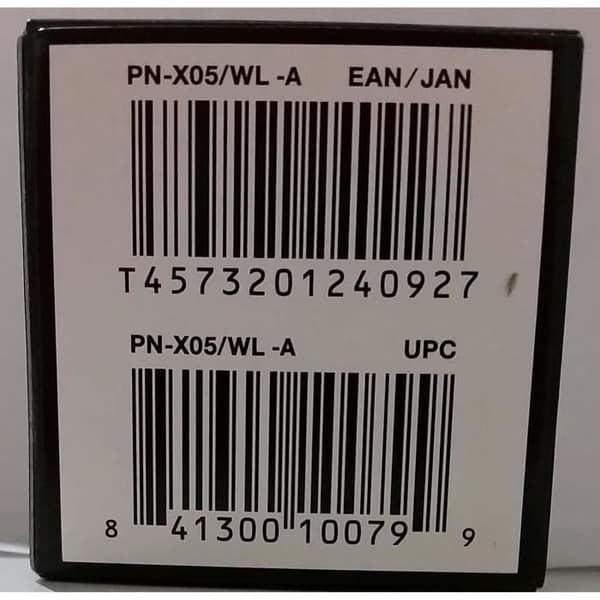 PN-X05/WL -A EAN/JAN
T4573201240927
PN-X05/WL -A UPC
8 41300 10079 9